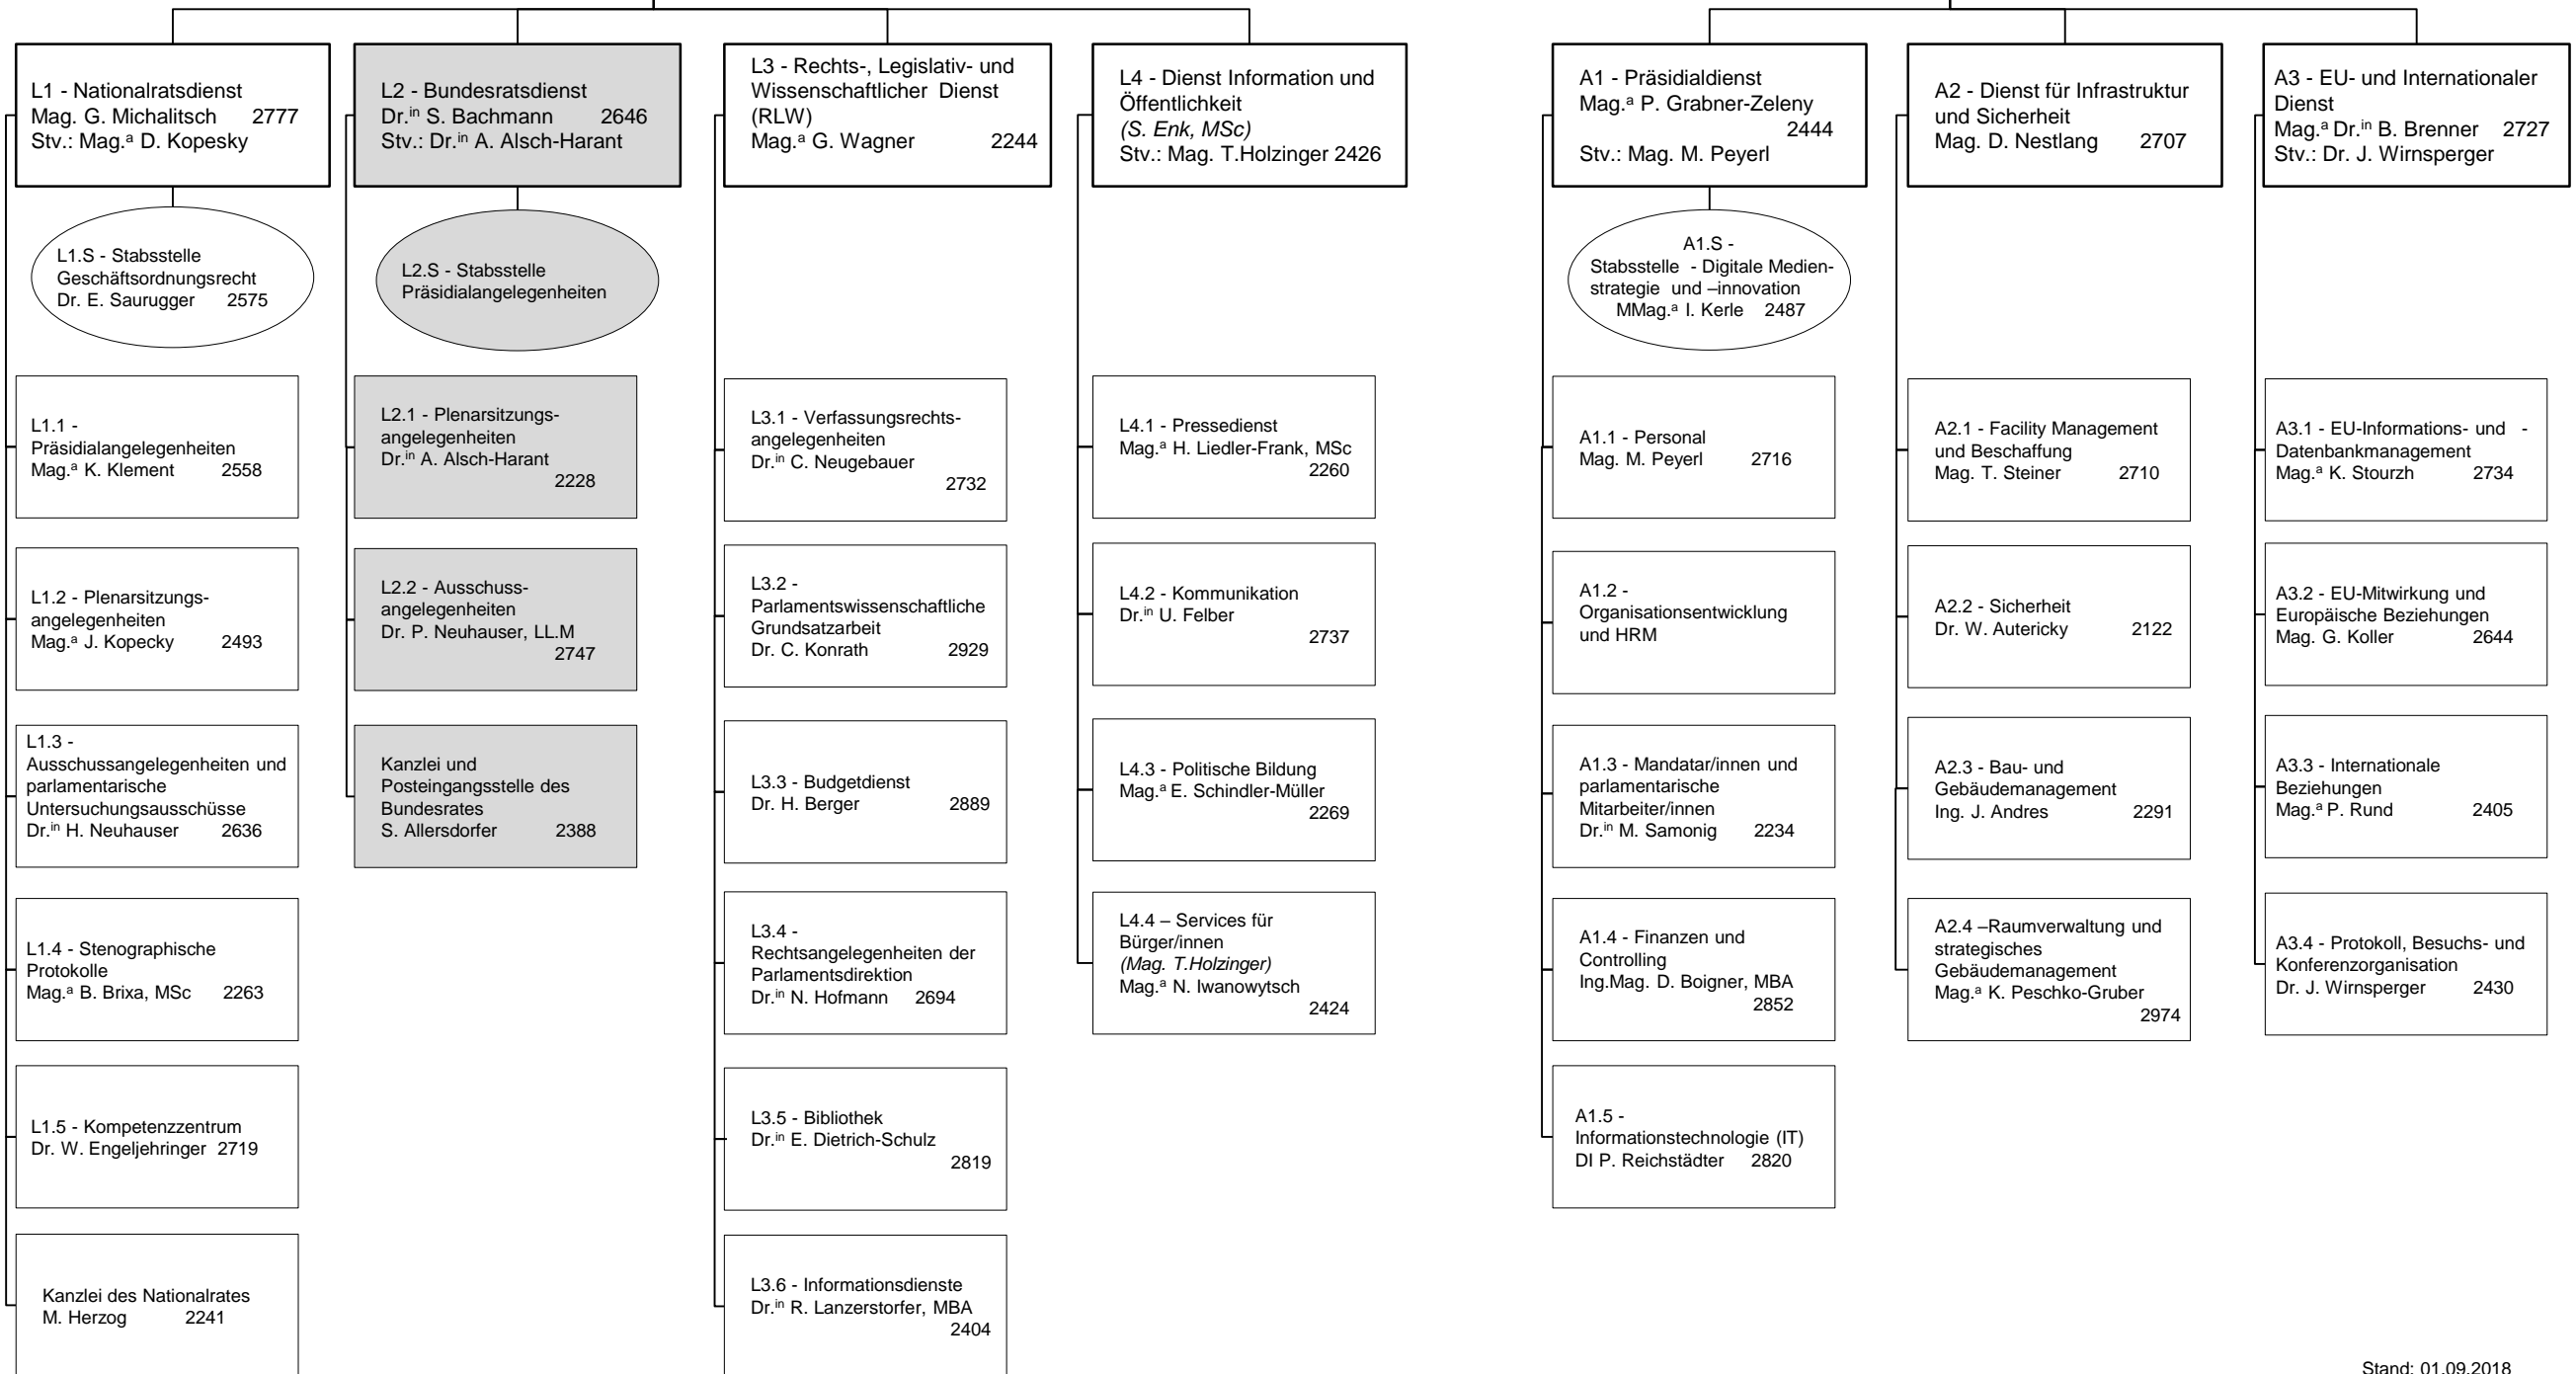 L1 - Nationalratsdienst
Mag. G. Michalitsch 2777
Stv.: Mag.ª D. Kopesky
L1.S - Stabsstelle
Geschäftsordnungsrecht
Dr. E. Saurugger 2575
L1.1 -
Präsidialangelegenheiten
Mag.ª K. Klement 2558
L1.2 - Plenarsitzungs-
angelegenheiten
Mag.ª J. Kopecky 2493
L1.3 -
Ausschussangelegenheiten und
parlamentarische
Untersuchungsausschüsse
Dr.ⁱⁿ H. Neuhauser 2636
L1.4 - Stenographische
Protokolle
Mag.ª B. Brixa, MSc 2263
L1.5 - Kompetenzzentrum
Dr. W. Engeljehringer 2719
Kanzlei des Nationalrates
M. Herzog 2241
L2 - Bundesratsdienst
Dr.ⁱⁿ S. Bachmann 2646
Stv.: Dr.ⁱⁿ A. Alsch-Harant
L2.S - Stabsstelle
Präsidialangelegenheiten
L2.1 - Plenarsitzungs-
angelegenheiten
Dr.ⁱⁿ A. Alsch-Harant
2228
L2.2 - Ausschuss-
angelegenheiten
Dr. P. Neuhauser, LL.M
2747
Kanzlei und
Posteingangsstelle des
Bundesrates
S. Allersdorfer 2388
L3 - Rechts-, Legislativ- und
Wissenschaftlicher Dienst
(RLW)
Mag.ª G. Wagner 2244
L3.1 - Verfassungsrechts-
angelegenheiten
Dr.ⁱⁿ C. Neugebauer
2732
L3.2 -
Parlamentswissenschaftliche
Grundsatzarbeit
Dr. C. Konrath 2929
L3.3 - Budgetdienst
Dr. H. Berger 2889
L3.4 -
Rechtsangelegenheiten der
Parlamentsdirektion
Dr.ⁱⁿ N. Hofmann 2694
L3.5 - Bibliothek
Dr.ⁱⁿ E. Dietrich-Schulz
2819
L3.6 - Informationsdienste
Dr.ⁱⁿ R. Lanzerstorfer, MBA
2404
L4 - Dienst Information und
Öffentlichkeit
(S. Enk, MSc)
Stv.: Mag. T.Holzinger 2426
L4.1 - Pressedienst
Mag.ª H. Liedler-Frank, MSc
2260
L4.2 - Kommunikation
Dr.ⁱⁿ U. Felber
2737
L4.3 - Politische Bildung
Mag.ª E. Schindler-Müller
2269
L4.4 – Services für
Bürger/innen
(Mag. T.Holzinger)
Mag.ª N. Iwanowytsch
2424
A1 - Präsidialdienst
Mag.ª P. Grabner-Zeleny
2444
Stv.: Mag. M. Peyerl
A1.S -
Stabsstelle - Digitale Medien-
strategie und –innovation
MMag.ª I. Kerle 2487
A1.1 - Personal
Mag. M. Peyerl 2716
A1.2 -
Organisationsentwicklung
und HRM
A1.3 - Mandatar/innen und
parlamentarische
Mitarbeiter/innen
Dr.ⁱⁿ M. Samonig 2234
A1.4 - Finanzen und
Controlling
Ing.Mag. D. Boigner, MBA
2852
A1.5 -
Informationstechnologie (IT)
DI P. Reichstädter 2820
A2 - Dienst für Infrastruktur
und Sicherheit
Mag. D. Nestlang 2707
A2.1 - Facility Management
und Beschaffung
Mag. T. Steiner 2710
A2.2 - Sicherheit
Dr. W. Autericky 2122
A2.3 - Bau- und
Gebäudemanagement
Ing. J. Andres 2291
A2.4 –Raumverwaltung und
strategisches
Gebäudemanagement
Mag.ª K. Peschko-Gruber
2974
A3 - EU- und Internationaler
Dienst
Mag.ª Dr.ⁱⁿ B. Brenner 2727
Stv.: Dr. J. Wirnsperger
A3.1 - EU-Informations- und -
Datenbankmanagement
Mag.ª K. Stourzh 2734
A3.2 - EU-Mitwirkung und
Europäische Beziehungen
Mag. G. Koller 2644
A3.3 - Internationale
Beziehungen
Mag.ª P. Rund 2405
A3.4 - Protokoll, Besuchs- und
Konferenzorganisation
Dr. J. Wirnsperger 2430
Stand: 01.09.2018